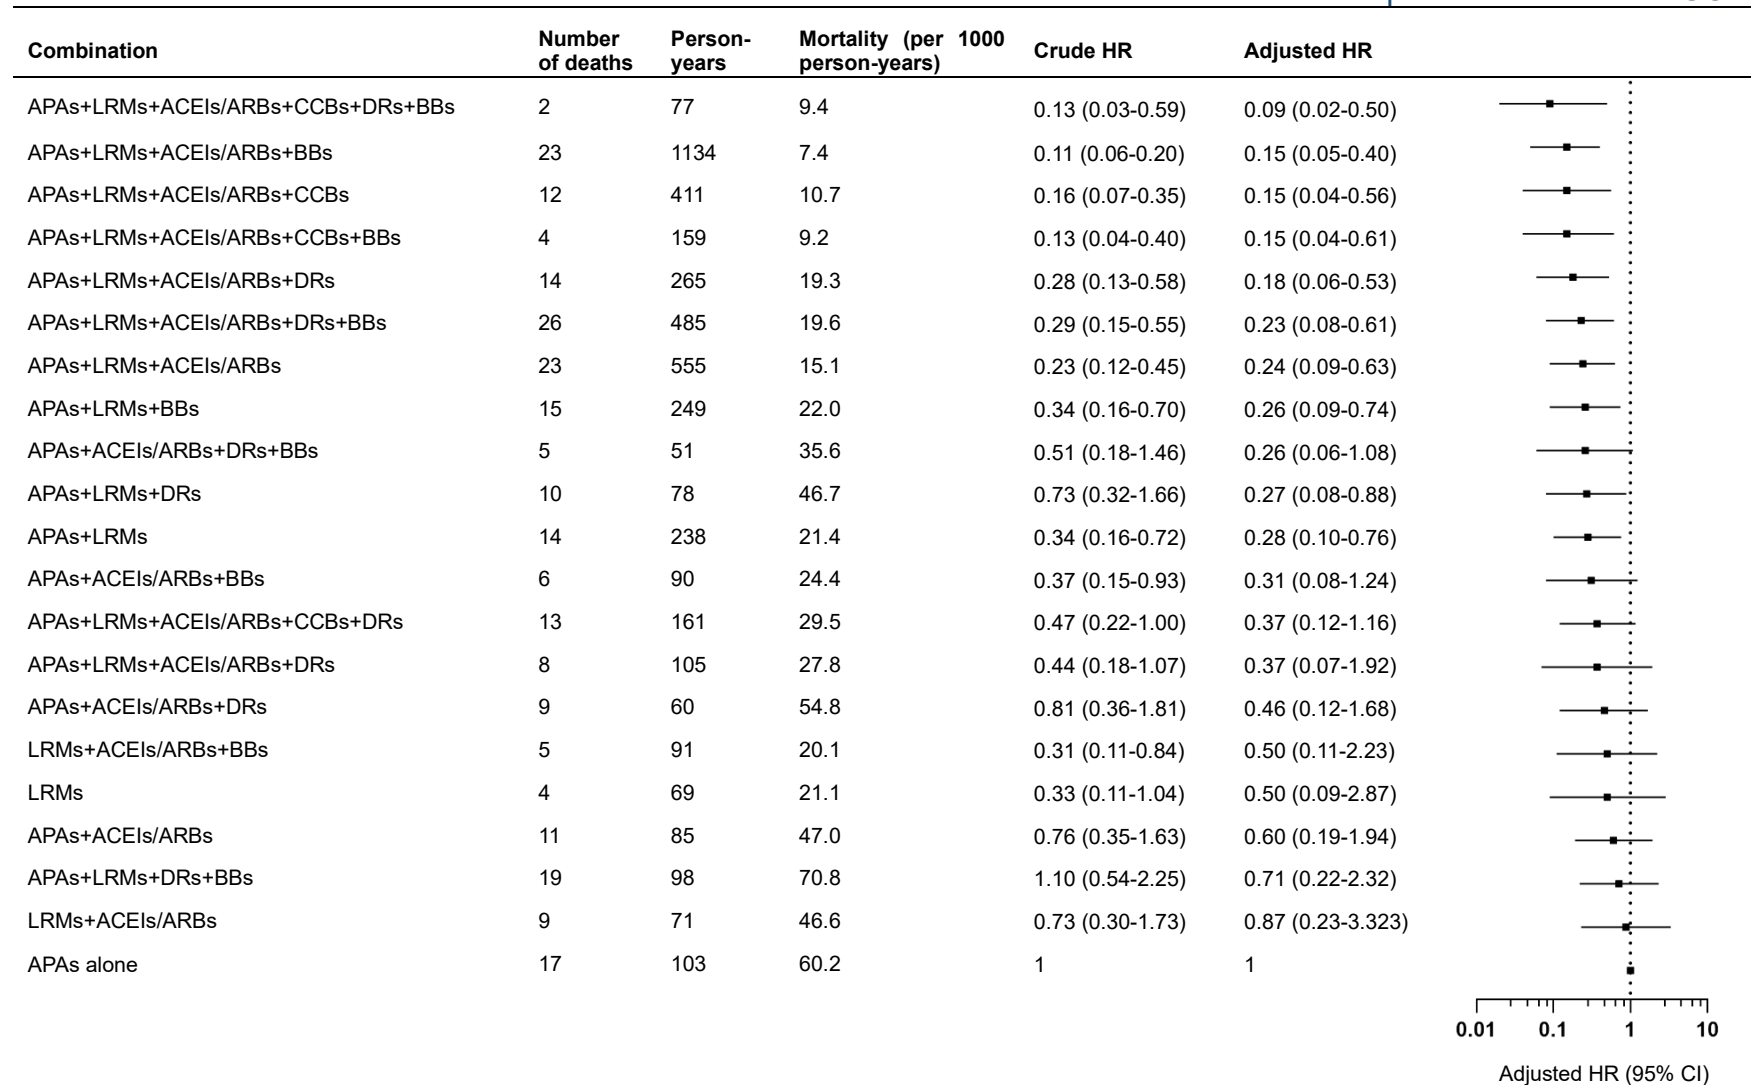 Combination Number of deaths Person-years Mortality (per 1000 person-years) Crude HR Adjusted HR
APAs+LRMs+ACEIs/ARBs+CCBs+DRs+BBs 2 77 9.4 0.13 (0.03-0.59) 0.09 (0.02-0.50)
APAs+LRMs+ACEIs/ARBs+BBs 23 1134 7.4 0.11 (0.06-0.20) 0.15 (0.05-0.40)
APAs+LRMs+ACEIs/ARBs+CCBs 12 411 10.7 0.16 (0.07-0.35) 0.15 (0.04-0.56)
APAs+LRMs+ACEIs/ARBs+CCBs+BBs 4 159 9.2 0.13 (0.04-0.40) 0.15 (0.04-0.61)
APAs+LRMs+ACEIs/ARBs+DRs 14 265 19.3 0.28 (0.13-0.58) 0.18 (0.06-0.53)
APAs+LRMs+ACEIs/ARBs+DRs+BBs 26 485 19.6 0.29 (0.15-0.55) 0.23 (0.08-0.61)
APAs+LRMs+ACEIs/ARBs 23 555 15.1 0.23 (0.12-0.45) 0.24 (0.09-0.63)
APAs+LRMs+BBs 15 249 22.0 0.34 (0.16-0.70) 0.26 (0.09-0.74)
APAs+ACEIs/ARBs+DRs+BBs 5 51 35.6 0.51 (0.18-1.46) 0.26 (0.06-1.08)
APAs+LRMs+DRs 10 78 46.7 0.73 (0.32-1.66) 0.27 (0.08-0.88)
APAs+LRMs 14 238 21.4 0.34 (0.16-0.72) 0.28 (0.10-0.76)
APAs+ACEIs/ARBs+BBs 6 90 24.4 0.37 (0.15-0.93) 0.31 (0.08-1.24)
APAs+LRMs+ACEIs/ARBs+CCBs+DRs 13 161 29.5 0.47 (0.22-1.00) 0.37 (0.12-1.16)
APAs+LRMs+ACEIs/ARBs+DRs 8 105 27.8 0.44 (0.18-1.07) 0.37 (0.07-1.92)
APAs+ACEIs/ARBs+DRs 9 60 54.8 0.81 (0.36-1.81) 0.46 (0.12-1.68)
LRMs+ACEIs/ARBs+BBs 5 91 20.1 0.31 (0.11-0.84) 0.50 (0.11-2.23)
LRMs 4 69 21.1 0.33 (0.11-1.04) 0.50 (0.09-2.87)
APAs+ACEIs/ARBs 11 85 47.0 0.76 (0.35-1.63) 0.60 (0.19-1.94)
APAs+LRMs+DRs+BBs 19 98 70.8 1.10 (0.54-2.25) 0.71 (0.22-2.32)
LRMs+ACEIs/ARBs 9 71 46.6 0.73 (0.30-1.73) 0.87 (0.23-3.323)
APAs alone 17 103 60.2 1 1
0.01 0.1 1 10
Adjusted HR (95% CI)